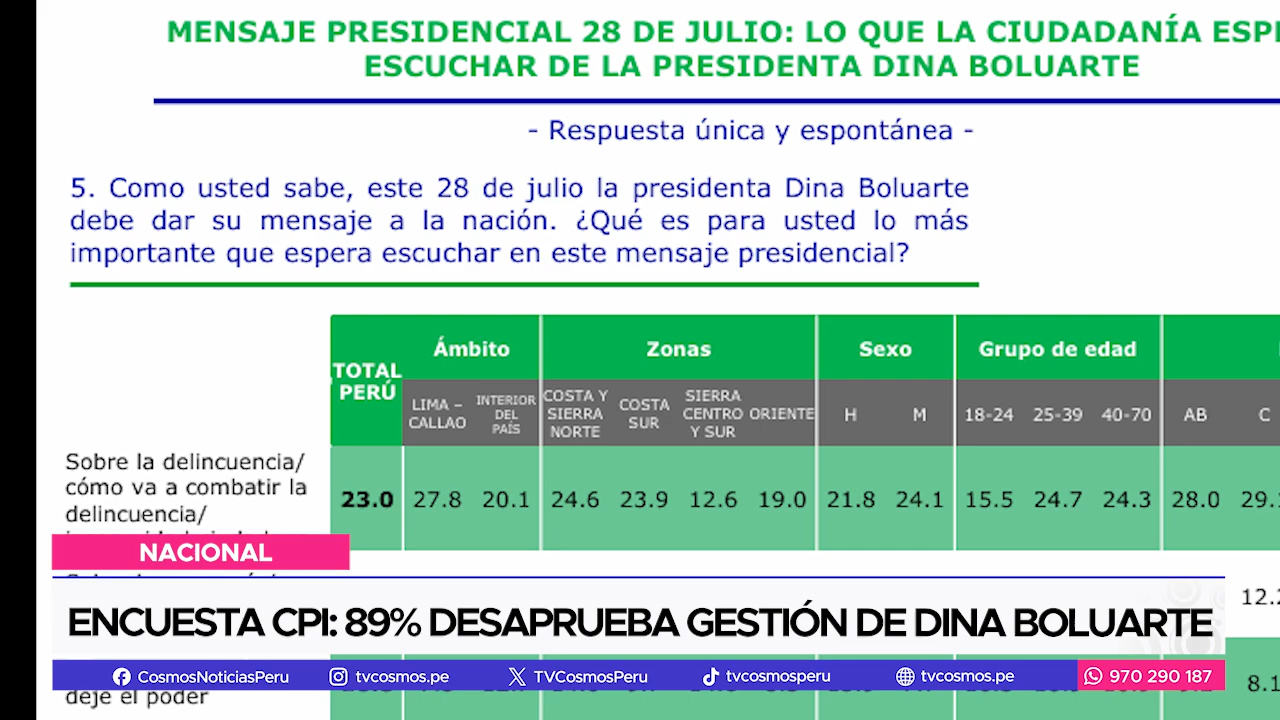 MENSAJE PRESIDENCIAL 28 DE JULIO: LO QUE LA CIUDADANÍA ESP
ESCUCHAR DE LA PRESIDENTA DINA BOLUARTE
- Respuesta única y espontánea -
5. Como usted sabe, este 28 de julio la presidenta Dina Boluarte
debe dar su mensaje a la nación. ¿Qué es para usted lo más
importante que espera escuchar en este mensaje presidencial?
TOTAL PERÚ Ámbito Zonas Sexo Grupo de edad
LIMA – CALLAO INTERIOR DEL PAÍS COSTA Y SIERRA NORTE COSTA SUR SIERRA CENTRO Y SUR ORIENTE H M 18-24 25-39 40-70 AB C
Sobre la delincuencia/
cómo va a combatir la
delincuencia/
23.0 27.8 20.1 24.6 23.9 12.6 19.0 21.8 24.1 15.5 24.7 24.3 28.0 29.
NACIONAL
12.2
ENCUESTA CPI: 89% DESAPRUEBA GESTIÓN DE DINA BOLUARTE
CosmosNoticiasPeru tvcosmos.pe TVCosmosPeru tvcosmosperu tvcosmos.pe 970 290 187
deje el poder
8.1